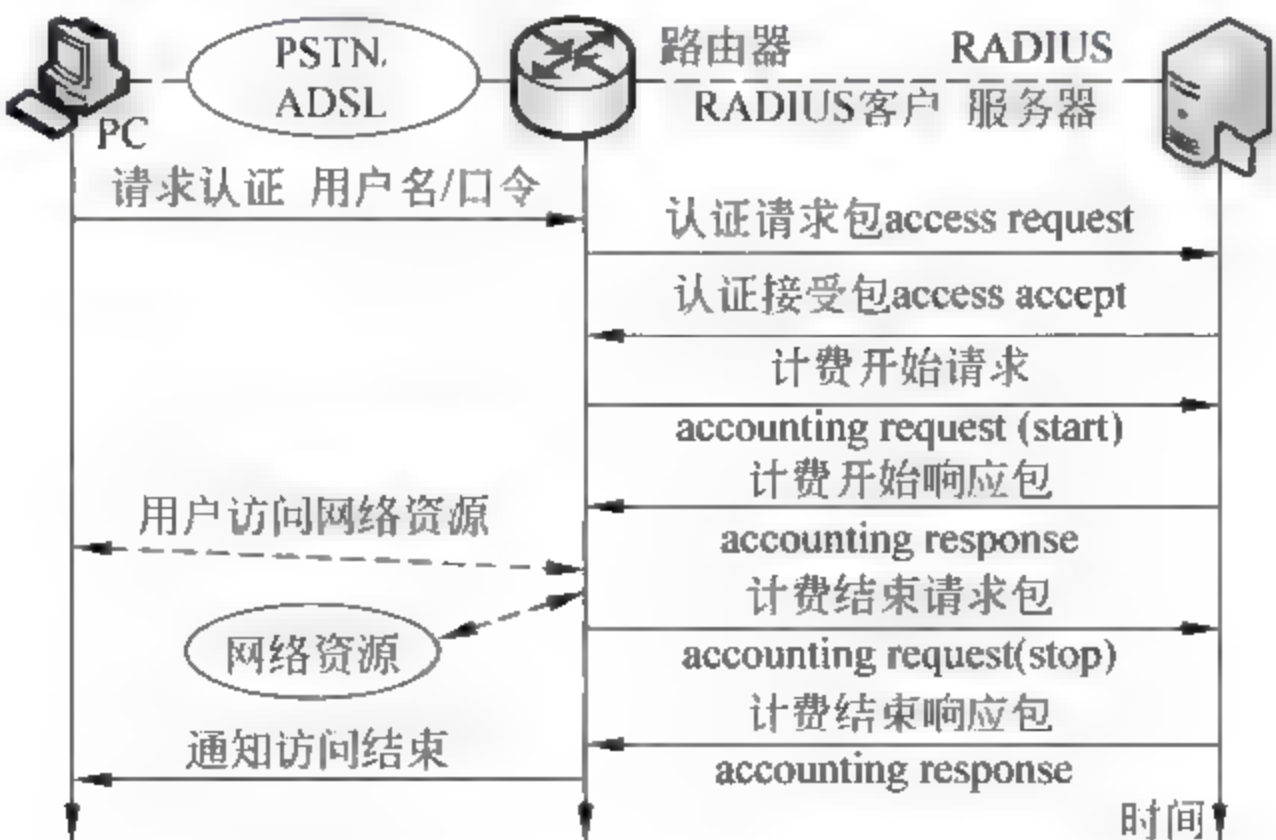 PSTN,
ADSL
路由器
RADIUS
RADIUS客户
服务器
PC
请求认证 用户名/口令
认证请求包access request
认证接受包access accept
计费开始请求
accounting request (start)
计费开始响应包
accounting response
用户访问网络资源
计费结束请求包
网络资源
accounting request(stop)
计费结束响应包
通知访问结束
accounting response
时间